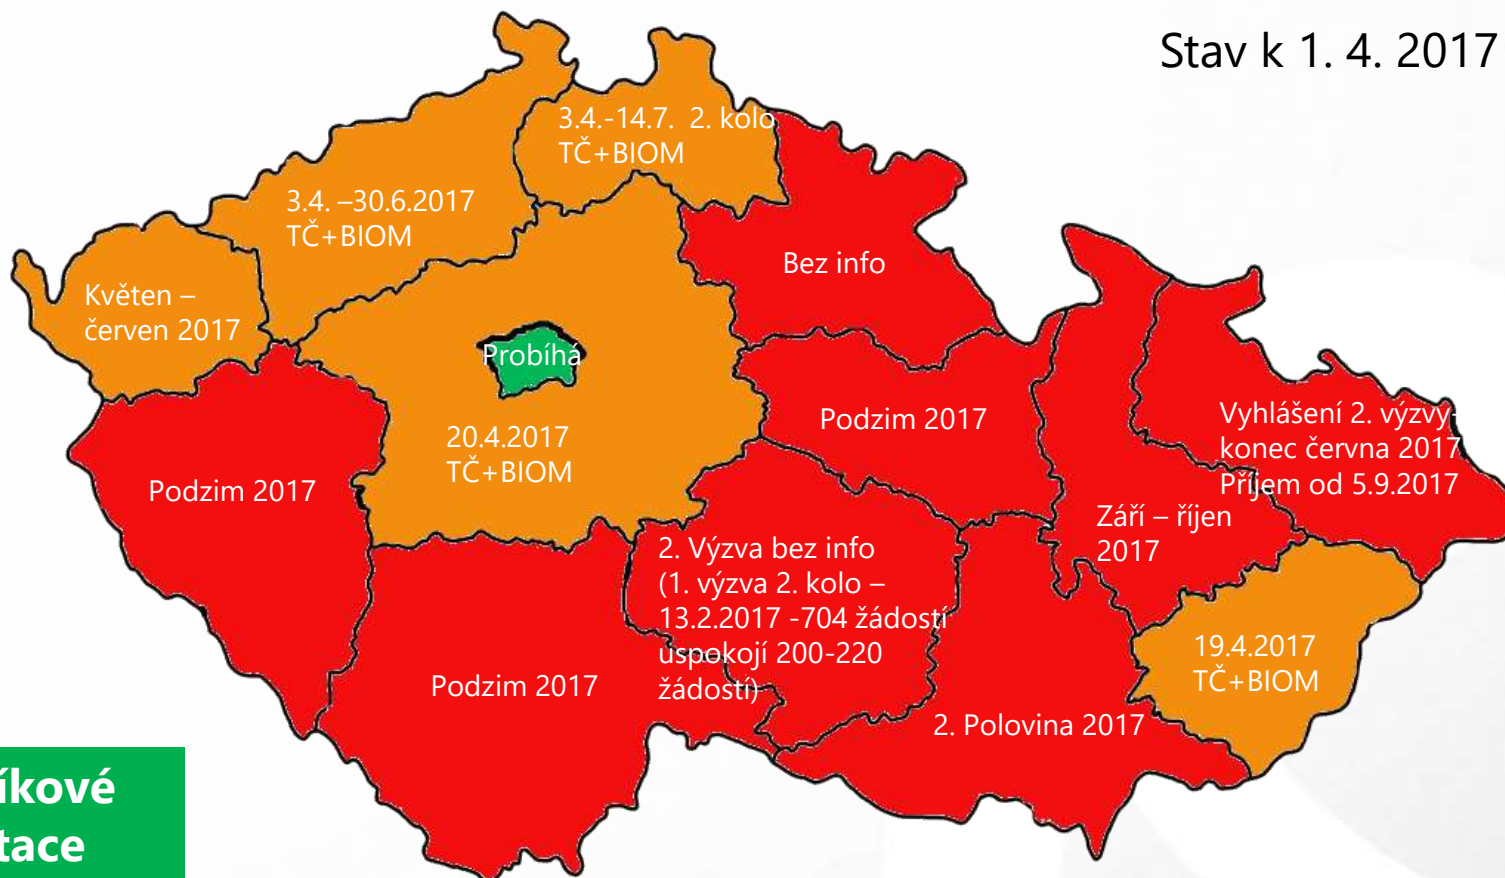 Stav k 1. 4. 2017
3.4.-14.7.  2. kolo
TČ+BIOM
3.4. –30.6.2017
TČ+BIOM
Bez info
Květen –
červen 2017
Probíhá
Podzim 2017
Vyhlášení 2. výzvy-
konec června 2017
Příjem od 5.9.2017
20.4.2017
TČ+BIOM
Podzim 2017
Září – říjen
2017
2. Výzva bez info
(1. výzva 2. kolo –
13.2.2017 -704 žádostí
uspokojí 200-220
žádostí)
19.4.2017
TČ+BIOM
Podzim 2017
2. Polovina 2017
íkové
tace